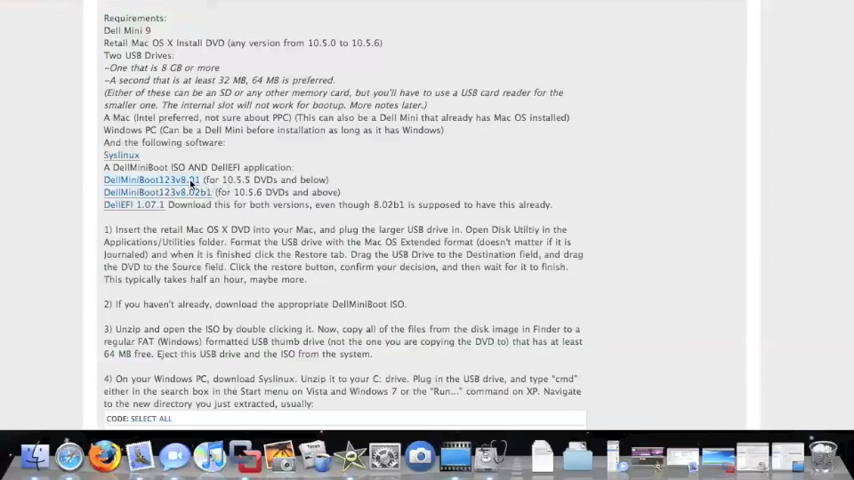 Requirements:
Dell Mini 9
Retail Mac OS X Install DVD (any version from 10.5.0 to 10.5.6)
Two USB Drives:
-One that is 8 GB or more
-A second that is at least 32 MB, 64 MB is preferred.
(Either of these can be an SD or any other memory card, but you'll have to use a USB card reader for the
smaller one. The internal slot will not work for bootup. More notes later.)
A Mac (Intel preferred, not sure about PPC) (This can also be a Dell Mini that already has Mac OS installed)
Windows PC (Can be a Dell Mini before installation as long as it has Windows)
And the following software:
Syslinux
A DellMiniBoot ISO AND DellEFI application:
DellMiniBoot123v8.01 (for 10.5.5 DVDs and below)
DellMiniBoot123v8.02b1 (for 10.5.6 DVDs and above)
DellEFI 1.07.1 Download this for both versions, even though 8.02b1 is supposed to have this already.
1) Insert the retail Mac OS X DVD into your Mac, and plug the larger USB drive in. Open Disk Utiltiy in the
Applications/Utilities folder. Format the USB drive with the Mac OS Extended format (doesn't matter if it is
Journaled) and when it is finished click the Restore tab. Drag the USB Drive to the Destination field, and drag
the DVD to the Source field. Click the restore button, confirm your decision, and then wait for it to finish.
This typically takes half an hour, maybe more.
2) If you haven't already, download the appropriate DellMiniBoot ISO.
3) Unzip and open the ISO by double clicking it. Now, copy all of the files from the disk image in Finder to a
regular FAT (Windows) formatted USB thumb drive (not the one you are copying the DVD to) that has at least
64 MB free. Eject this USB drive and the ISO from the system.
4) On your Windows PC, download Syslinux. Unzip it to your C: drive. Plug in the USB drive, and type "cmd"
either in the search box in the Start menu on Vista and Windows 7 or the "Run..." command on XP. Navigate
to the new directory you just extracted, usually:
CODE: SELECT ALL